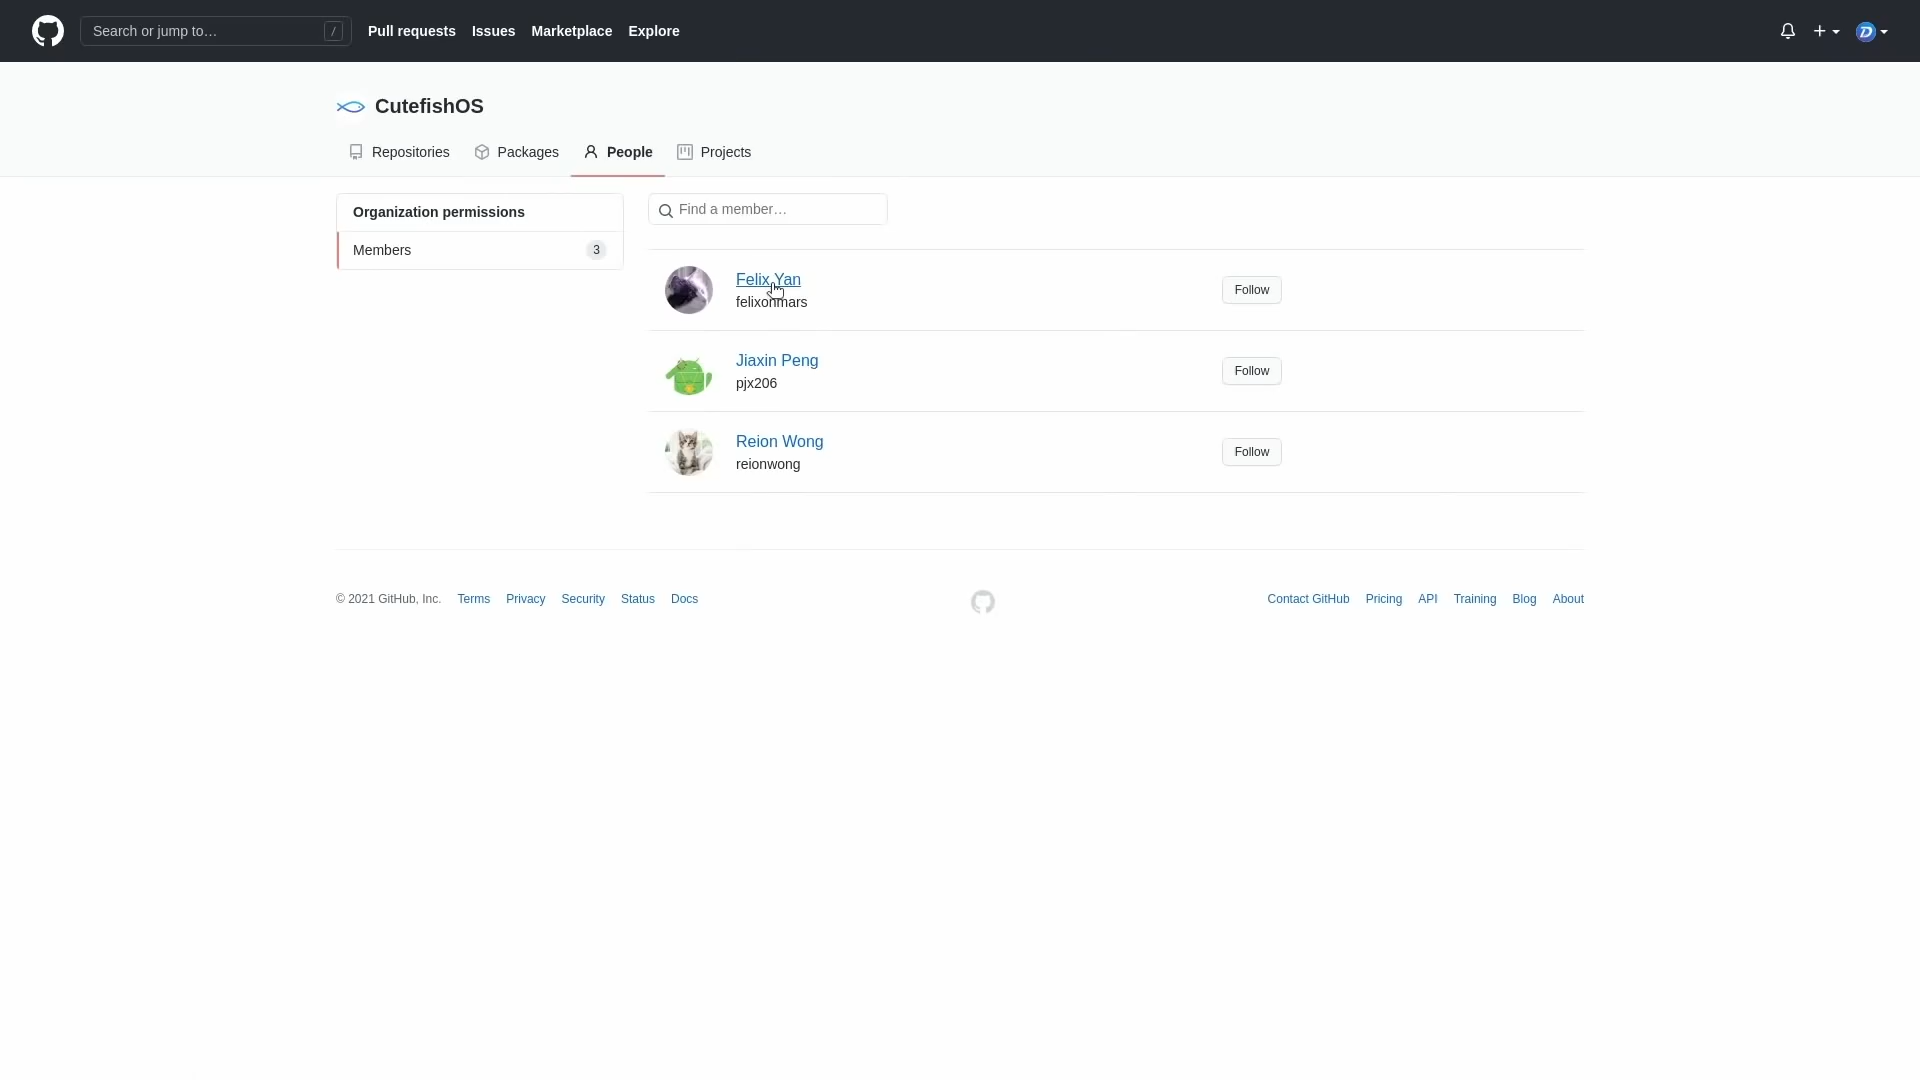 Search or jump to… /
Pull requests Issues Marketplace Explore
CutefishOS
Repositories Packages People Projects
Organization permissions
Members 3
Find a member…
Felix Yan
felixonmars
Follow
Jiaxin Peng
pjx206
Follow
Reion Wong
reionwong
Follow
© 2021 GitHub, Inc. Terms Privacy Security Status Docs
Contact GitHub Pricing API Training Blog About